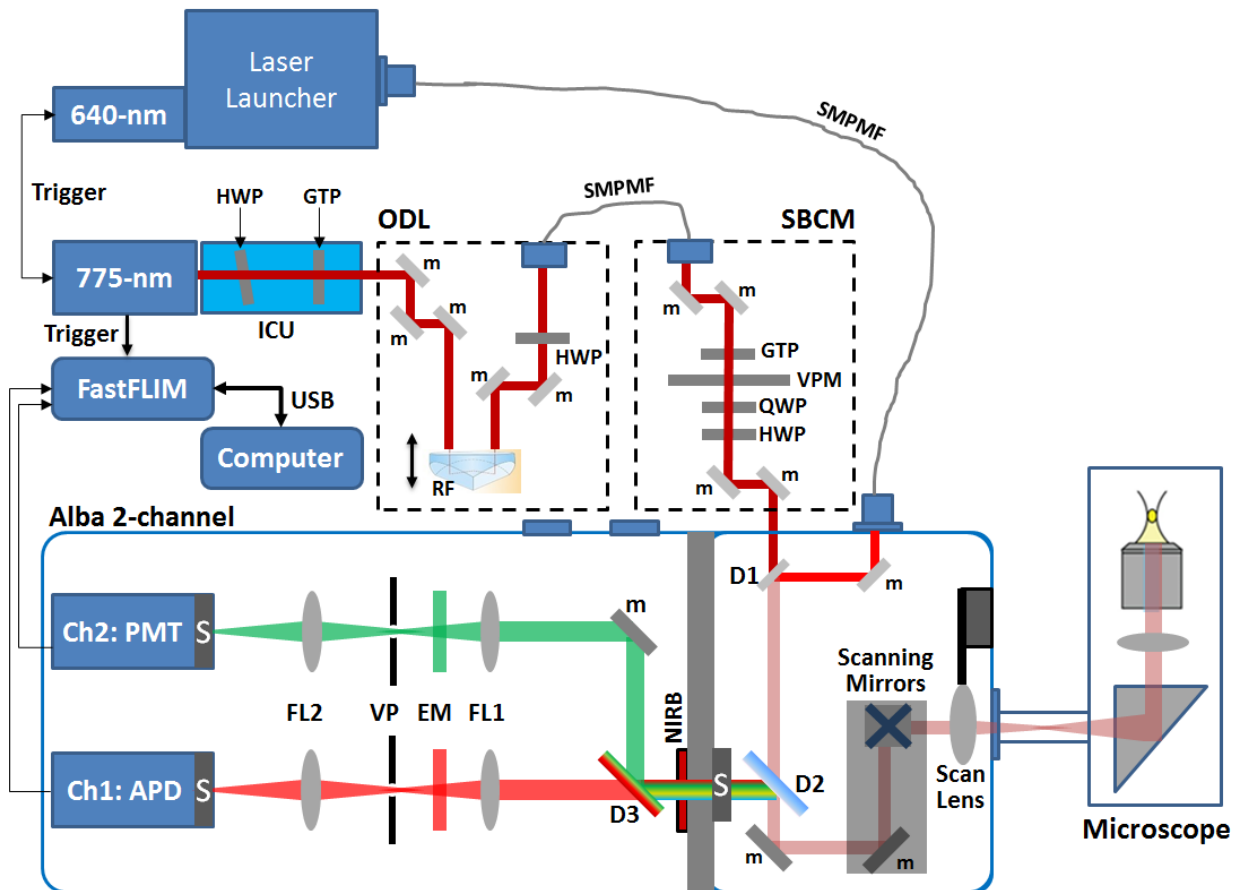 Laser
Launcher
640-nm
SMPMF
Trigger
HWP
GTP
ODL
SMPMF
SBCM
775-nm
m
m
m
m
m
ICU
Trigger
HWP
GTP
VPM
QWP
HWP
FastFLIM
USB
m
m
Computer
RF
m
m
Alba 2-channel
D1
m
m
Ch2: PMT
S
Scanning
Mirrors
FL2
VP
EM
FL1
NIRB
Ch1: APD
S
S
D2
D3
Scan
Lens
m
m
Microscope